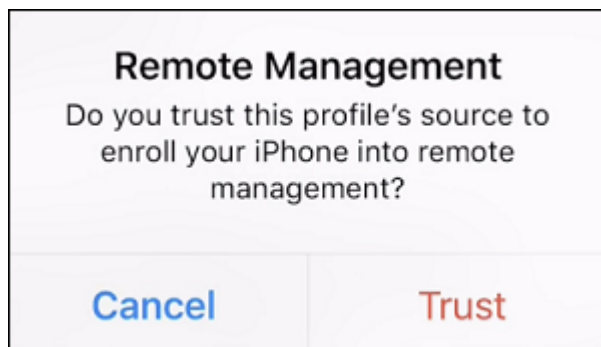 Remote Management
Do you trust this profile's source to
enroll your iPhone into remote
management?
Cancel
Trust